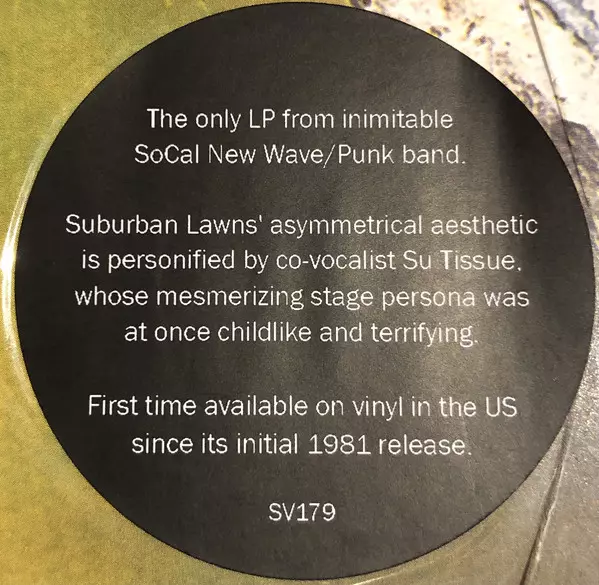 The only LP from inimitable
SoCal New Wave/Punk band.
Suburban Lawns' asymmetrical aesthetic
is personified by co-vocalist Su Tissue,
whose mesmerizing stage persona was
at once childlike and terrifying.
First time available on vinyl in the US
since its initial 1981 release.
SV179